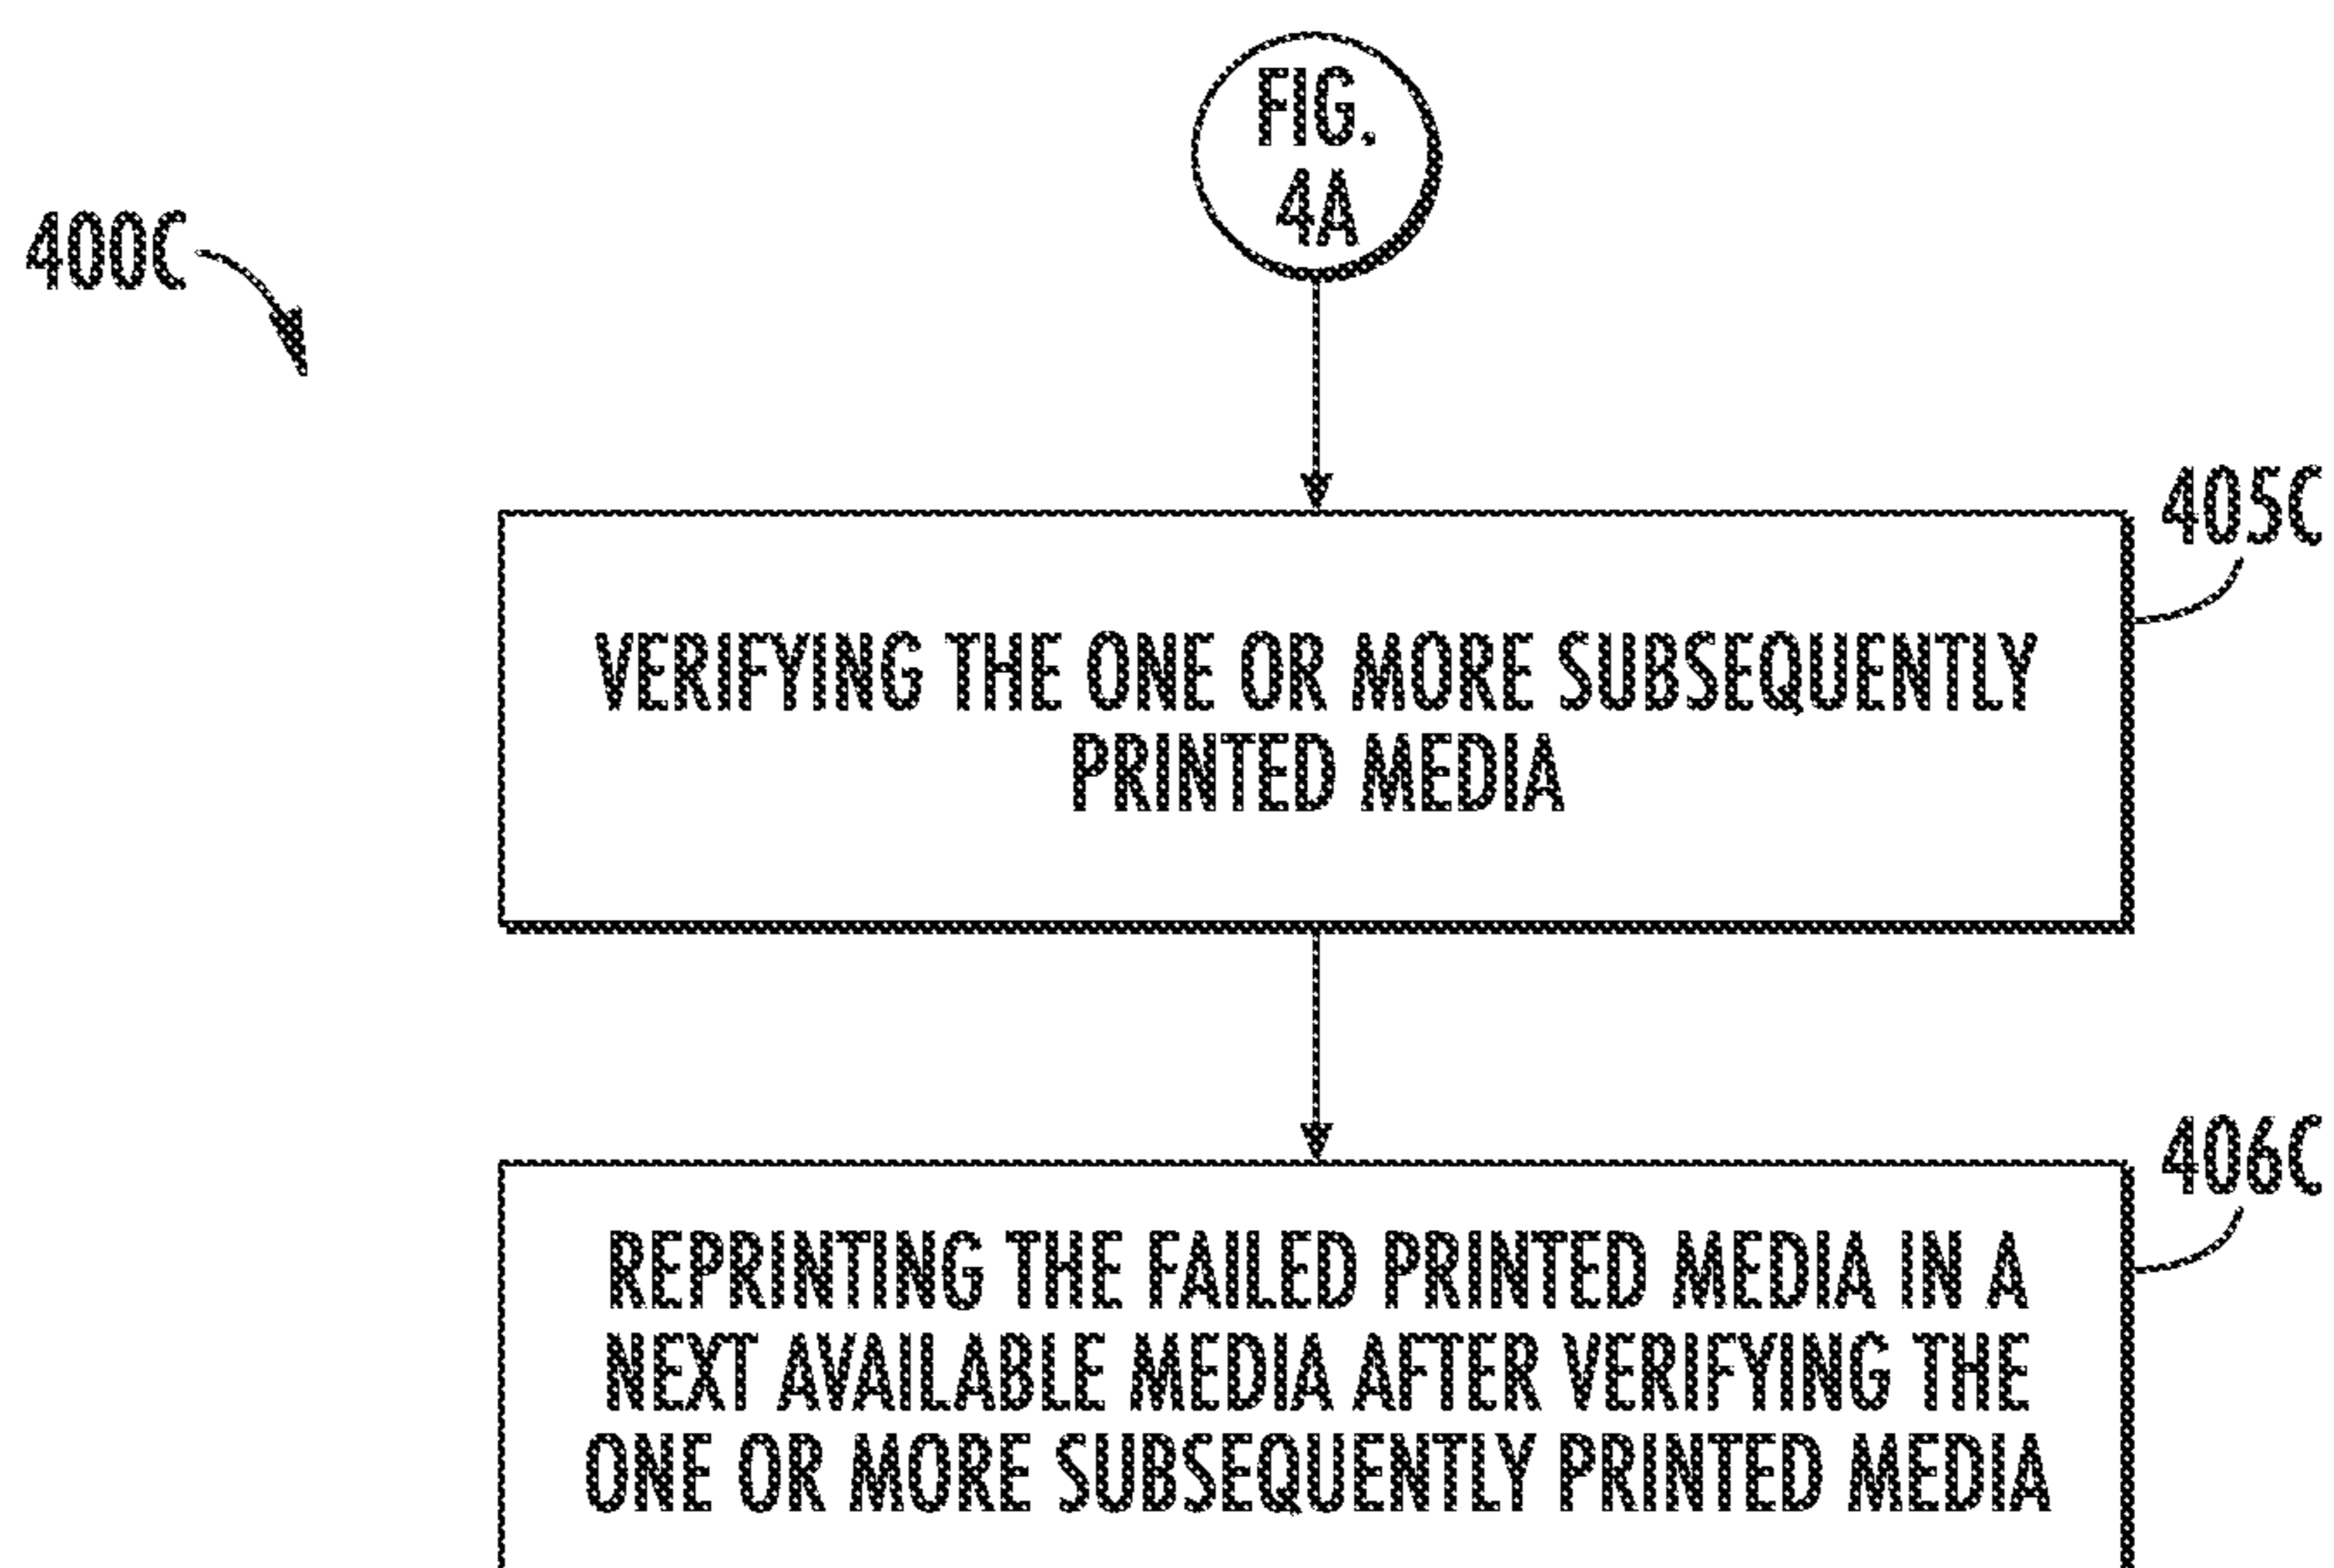 FIG.
4A
400C
405C
VERIFYING THE ONE OR MORE SUBSEQUENTLY
PRINTED MEDIA
406C
REPRINTING THE FAILED PRINTED MEDIA IN A
NEXT AVAILABLE MEDIA AFTER VERIFYING THE
ONE OR MORE SUBSEQUENTLY PRINTED MEDIA